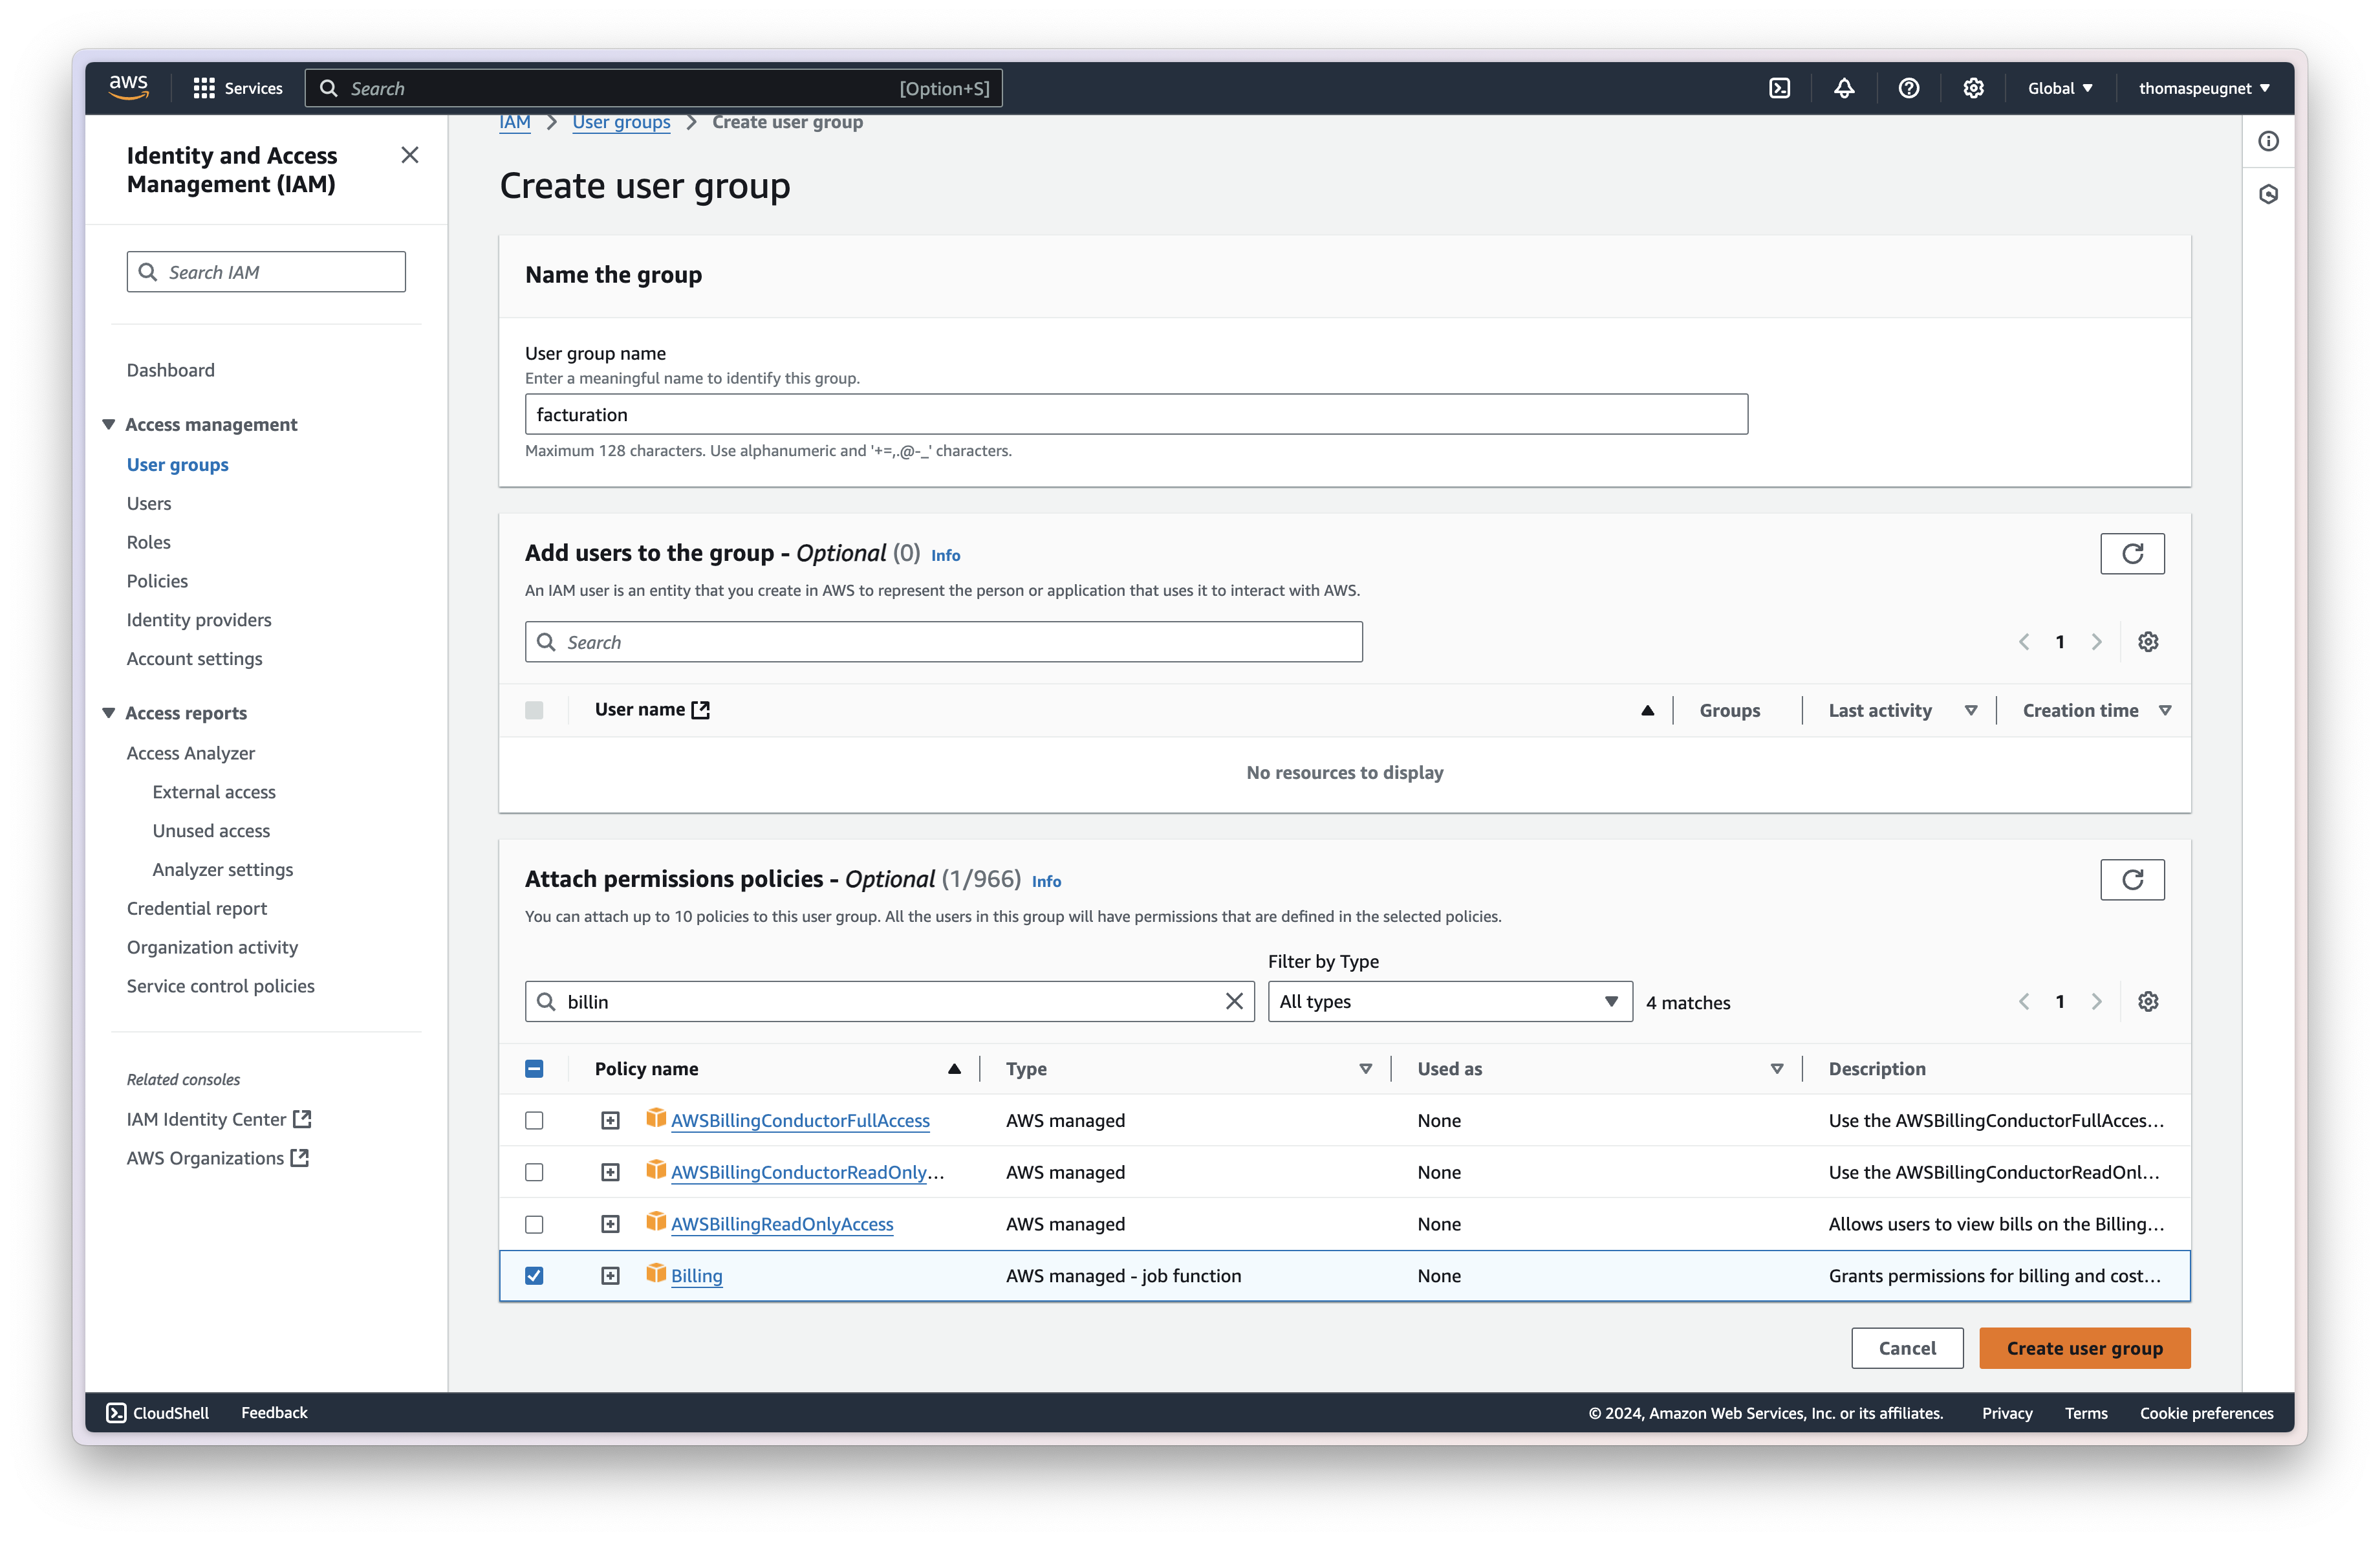 aws
Services
Search
[Option+S]
Global
thomaspeugnet
Identity and Access
Management (IAM)
Search IAM
Dashboard
Access management
User groups
Users
Roles
Policies
Identity providers
Account settings
Access reports
Access Analyzer
External access
Unused access
Analyzer settings
Credential report
Organization activity
Service control policies
Related consoles
IAM Identity Center
AWS Organizations
IAM > User groups > Create user group
Create user group
Name the group
User group name
Enter a meaningful name to identify this group.
facturation
Maximum 128 characters. Use alphanumeric and '+=,.@-_' characters.
Add users to the group - Optional (0) Info
An IAM user is an entity that you create in AWS to represent the person or application that uses it to interact with AWS.
Search
1
User name Groups Last activity Creation time
No resources to display
Attach permissions policies - Optional (1/966) Info
You can attach up to 10 policies to this user group. All the users in this group will have permissions that are defined in the selected policies.
Filter by Type
billin
All types
4 matches
1
Policy name Type Used as Description
AWSBillingConductorFullAccess AWS managed None Use the AWSBillingConductorFullAcces...
AWSBillingConductorReadOnly... AWS managed None Use the AWSBillingConductorReadOnl...
AWSBillingReadOnlyAccess AWS managed None Allows users to view bills on the Billing...
Billing AWS managed - job function None Grants permissions for billing and cost...
Cancel
Create user group
CloudShell Feedback
© 2024, Amazon Web Services, Inc. or its affiliates. Privacy Terms Cookie preferences